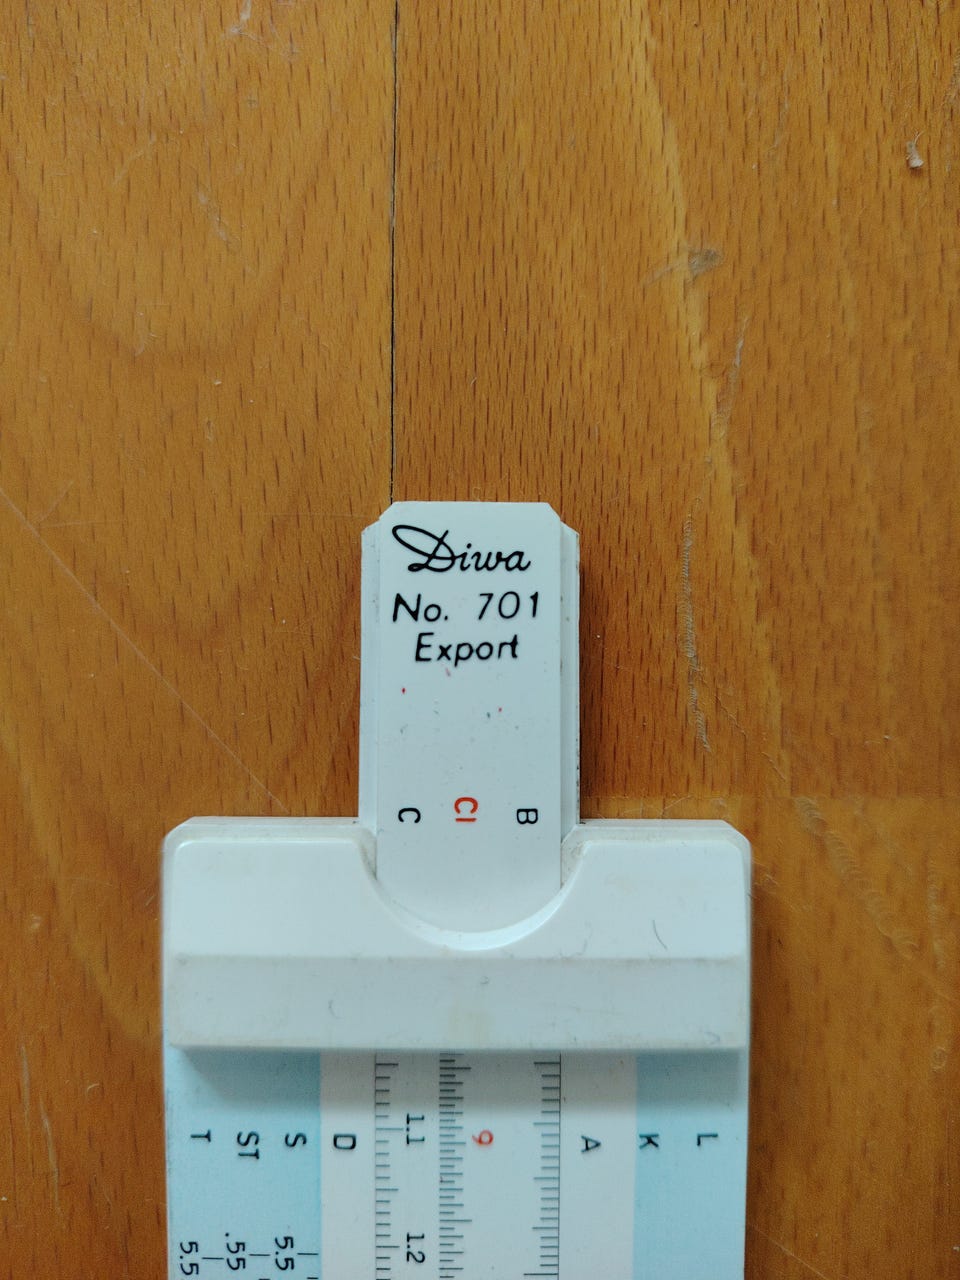 Diwa
No. 701
Export
C CI B
T ST S D A K L
1.1 9
5.5 .55 5.5 1.2